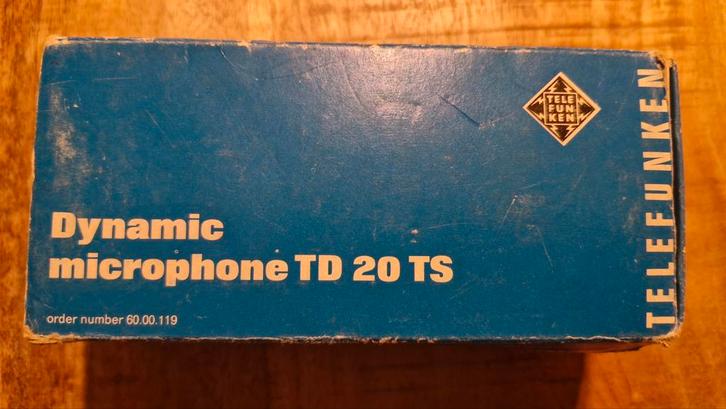 TELE
FUN
KEN
TELEFUNKEN
Dynamic
microphone TD 20 TS
order number 60.00.119